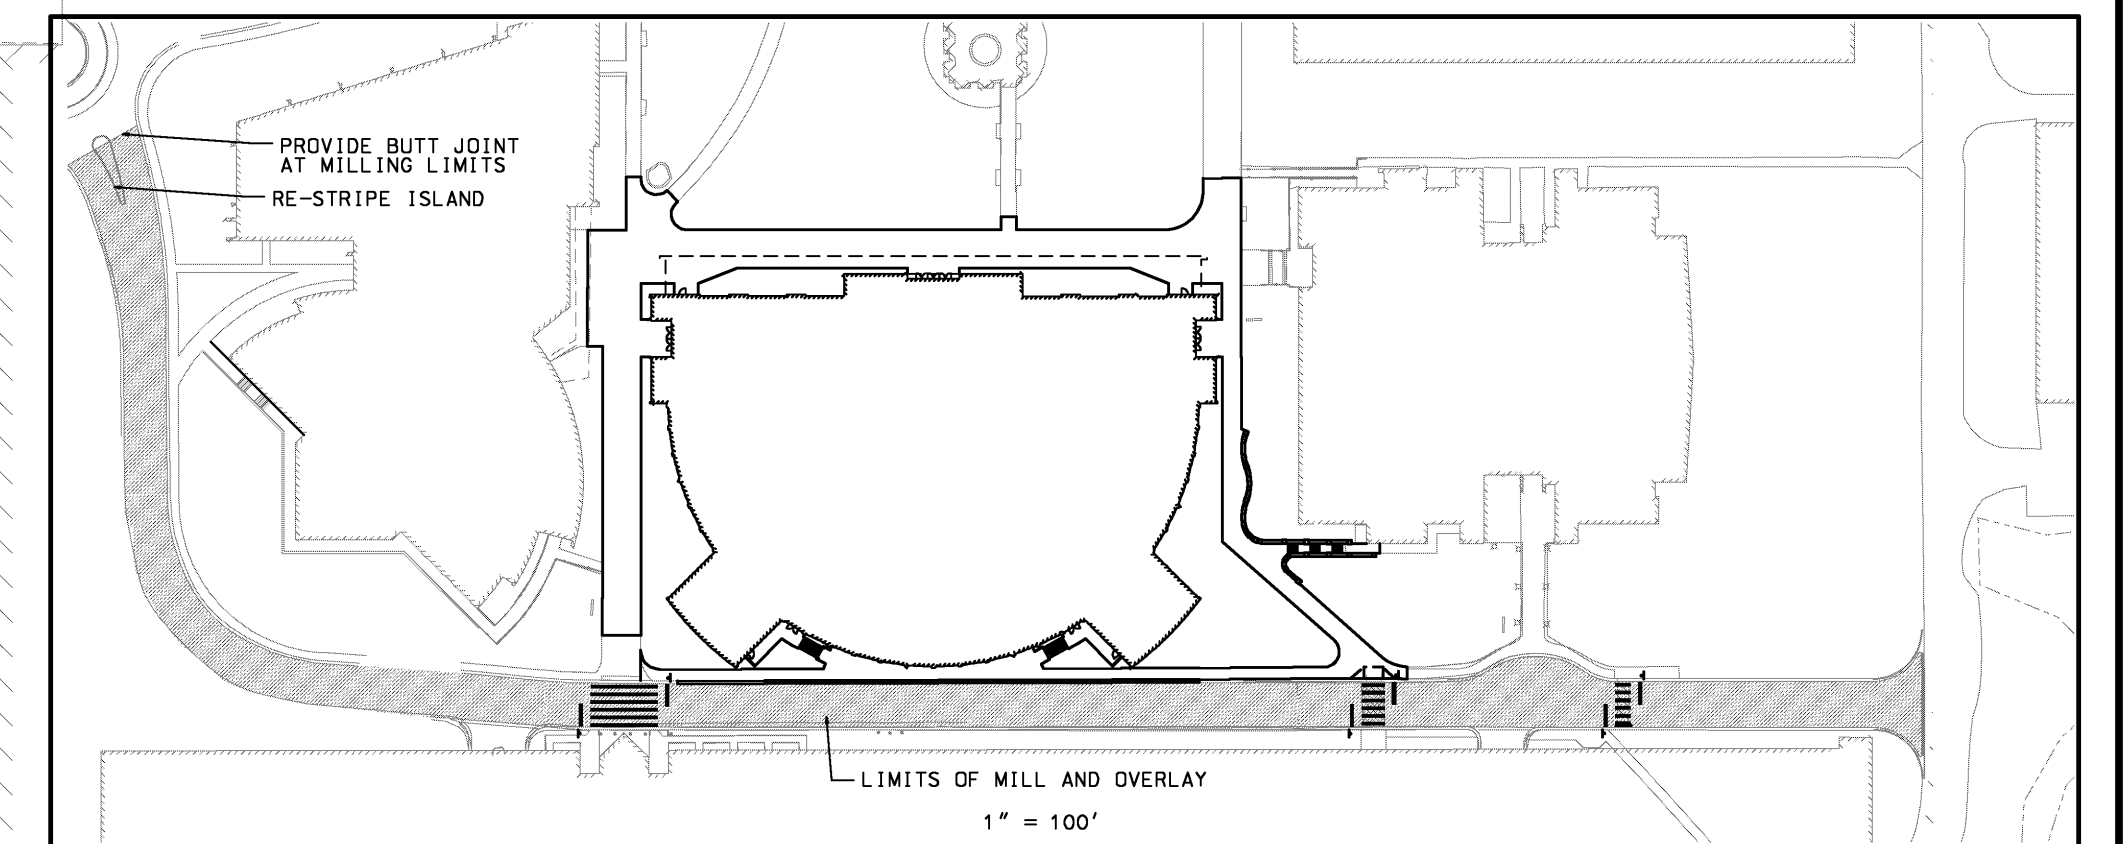 PROVIDE BUTT JOINT
AT MILLING LIMITS
RE-STRIPE ISLAND
LIMITS OF MILL AND OVERLAY
1" = 100'